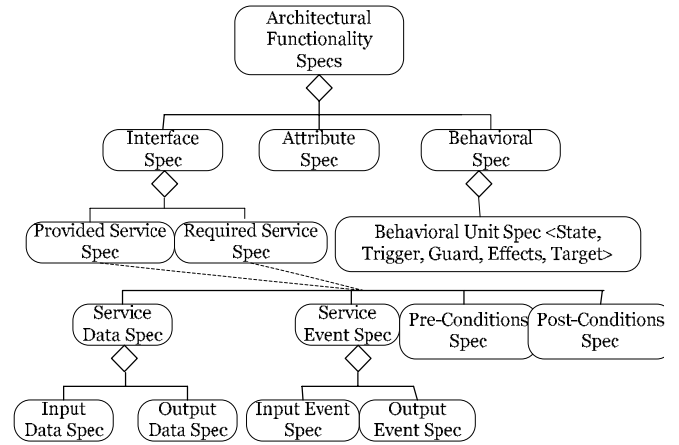 Architectural
Functionality
Specs
Interface
Spec
Attribute
Spec
Behavioral
Spec
Provided Service
Spec
Required Service
Spec
Behavioral Unit Spec <State,
Trigger, Guard, Effects, Target>
Service
Data Spec
Service
Event Spec
Pre-Conditions
Spec
Post-Conditions
Spec
Input
Data Spec
Output
Data Spec
Input Event
Spec
Output
Event Spec